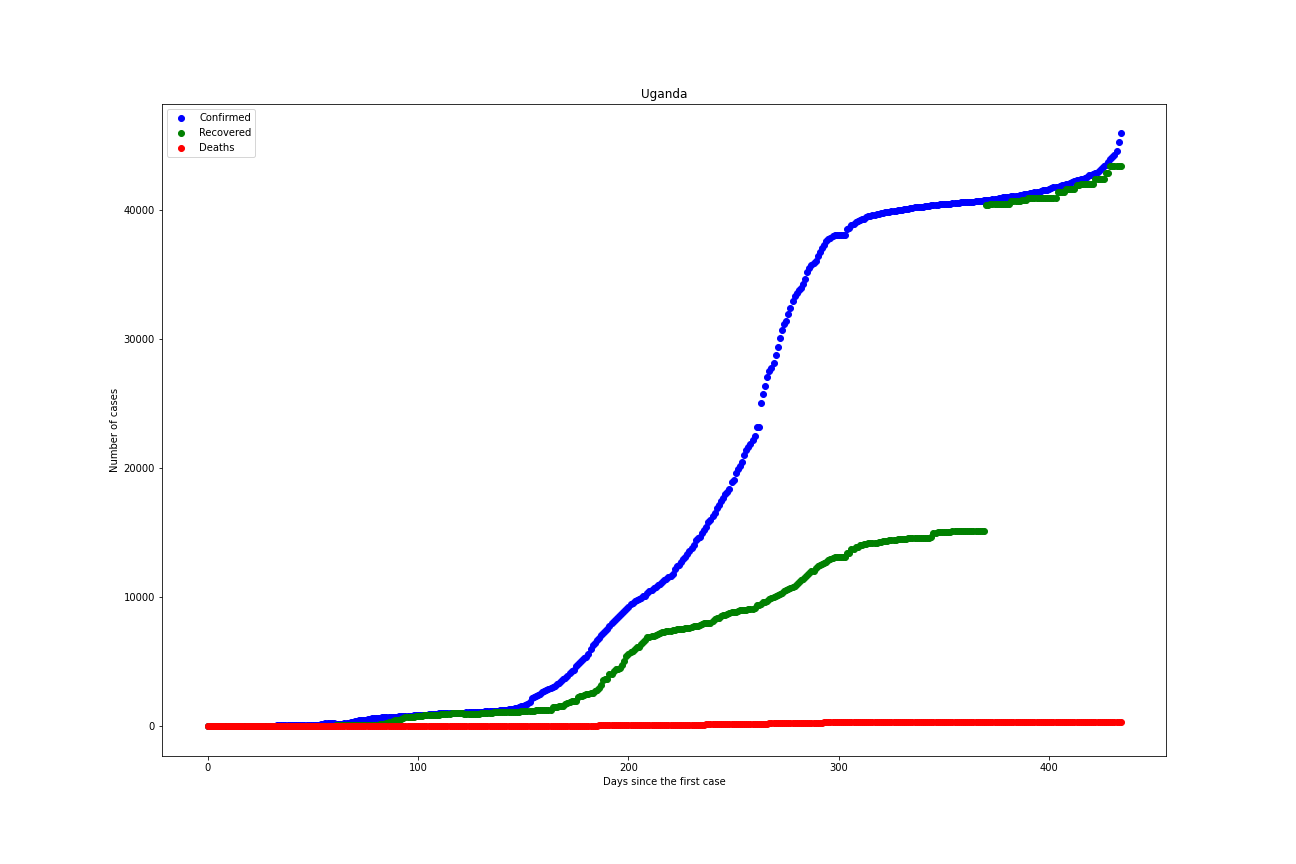 Uganda
Confirmed
Recovered
Deaths
Number of cases
40000
30000
20000
10000
0
0 100 200 300 400
Days since the first case